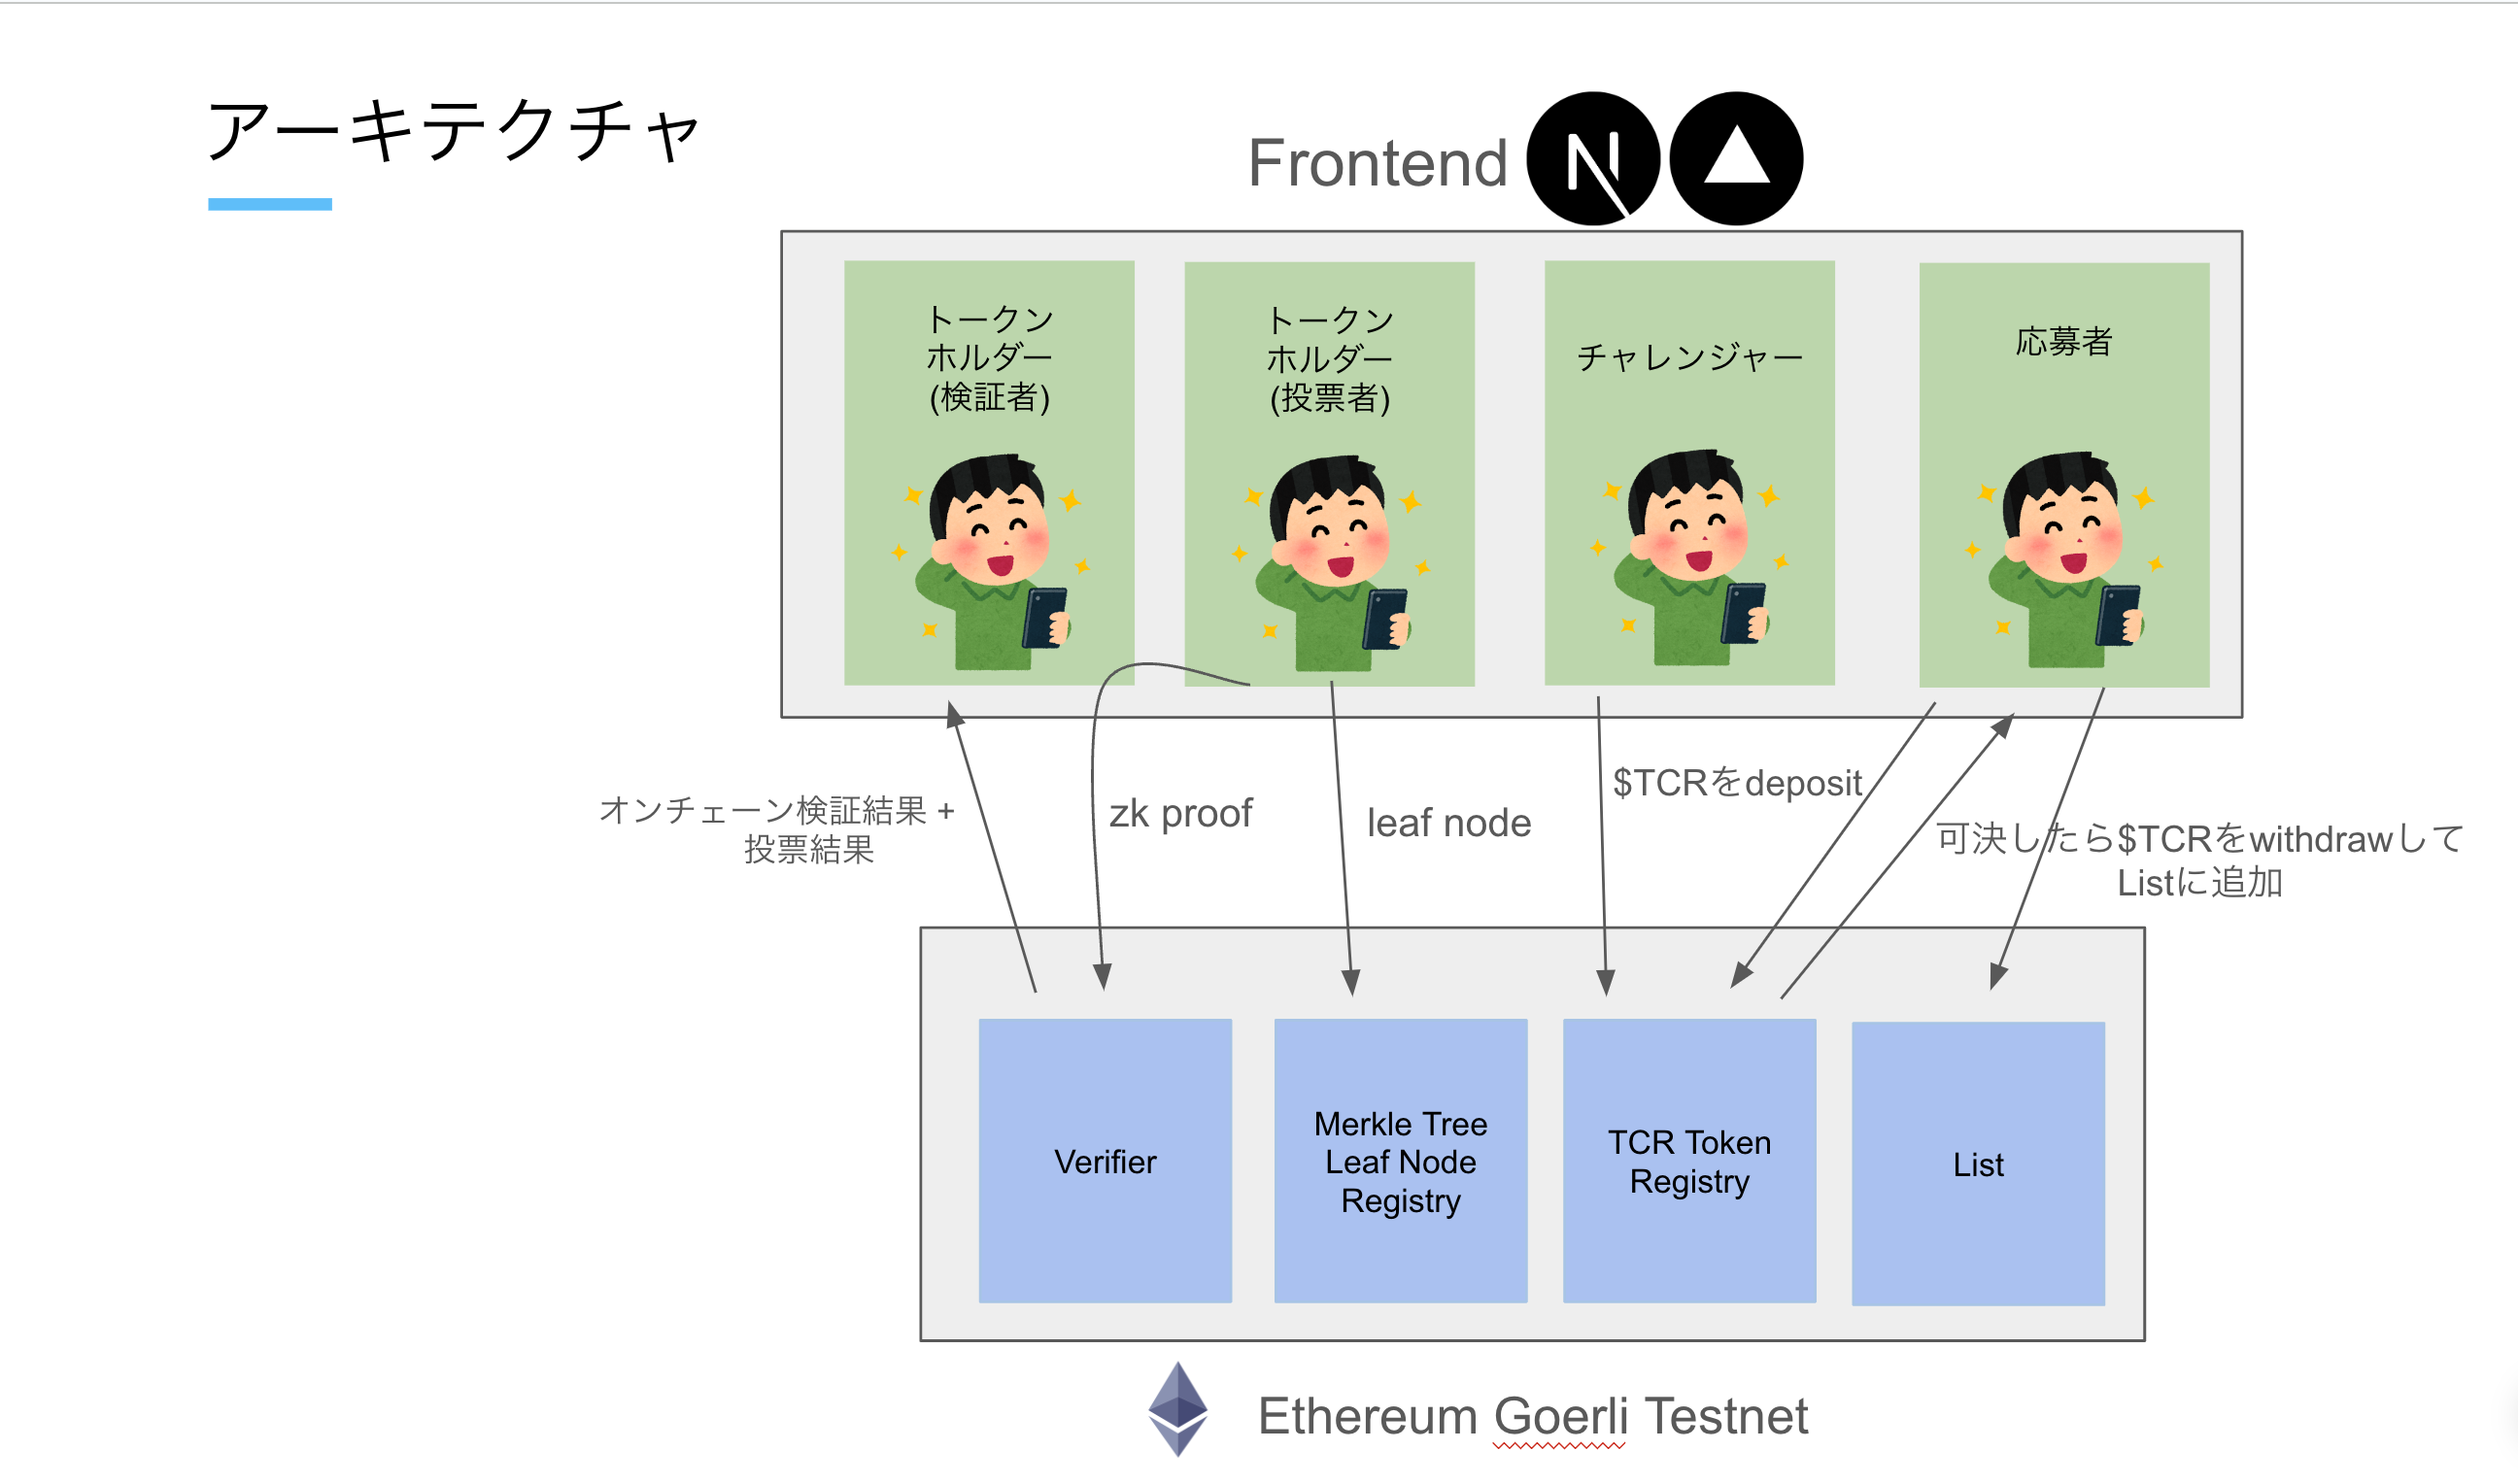 アーキテクチャ
Frontend
トークン
ホルダー
(検証者)
トークン
ホルダー
(投票者)
チャレンジャー
応募者
オンチェーン検証結果 +
投票結果
zk proof
leaf node
$TCRをdeposit
可決したら$TCRをwithdrawして
Listに追加
Verifier
Merkle Tree
Leaf Node
Registry
TCR Token
Registry
List
Ethereum Goerli Testnet